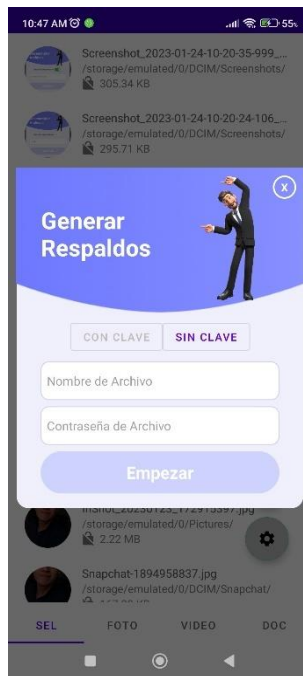 10:47 AM
55%
Screenshot_2023-01-24-10-20-35-999_...
/storage/emulated/0/DCIM/Screenshots/
305.34 KB
Screenshot_2023-01-24-10-20-24-106_...
/storage/emulated/0/DCIM/Screenshots/
295.71 KB
X
Generar
Respaldos
CON CLAVE
SIN CLAVE
Nombre de Archivo
Contraseña de Archivo
Empezar
InShot_20230123_172915397.jpg
/storage/emulated/0/Pictures/
2.22 MB
Snapchat-1894958837.jpg
/storage/emulated/0/DCIM/Snapchat/
SEL FOTO VIDEO DOC